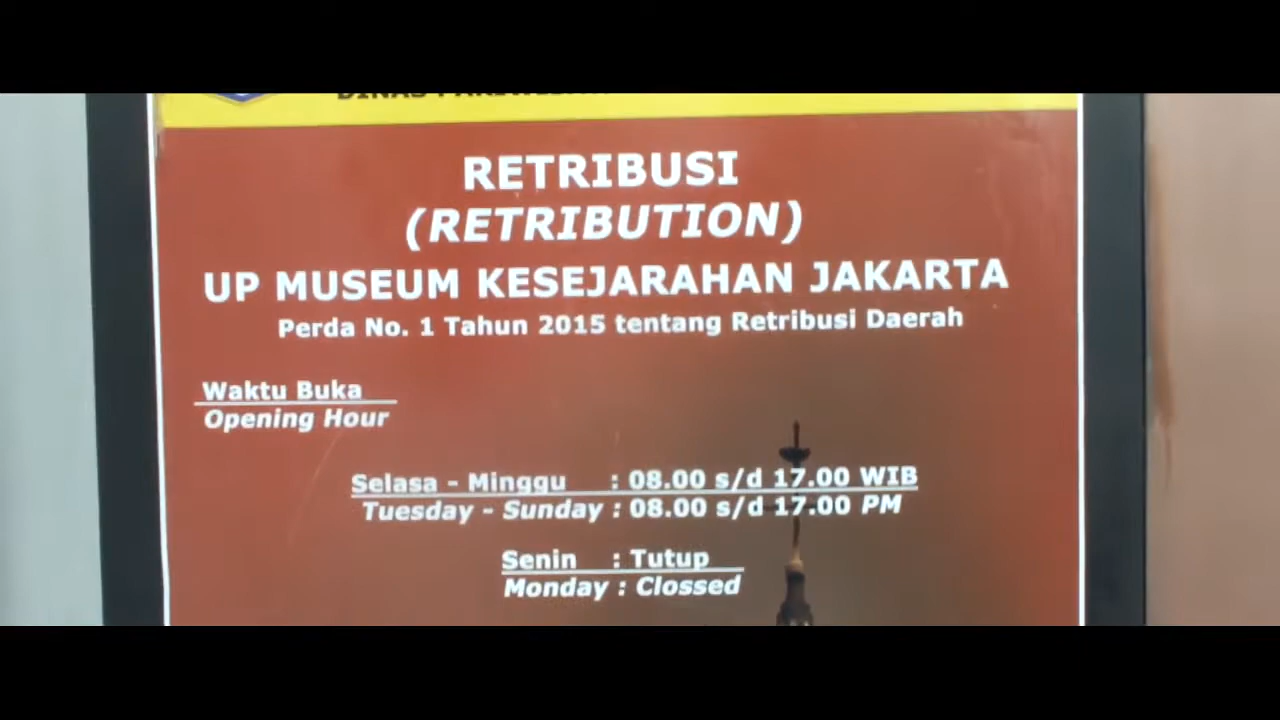 RETRIBUSI
(RETRIBUTION)
UP MUSEUM KESEJARAHAN JAKARTA
Perda No. 1 Tahun 2015 tentang Retribusi Daerah
Waktu Buka
Opening Hour
Selasa - Minggu : 08.00 s/d 17.00 WIB
Tuesday - Sunday : 08.00 s/d 17.00 PM
Senin : Tutup
Monday : Clossed